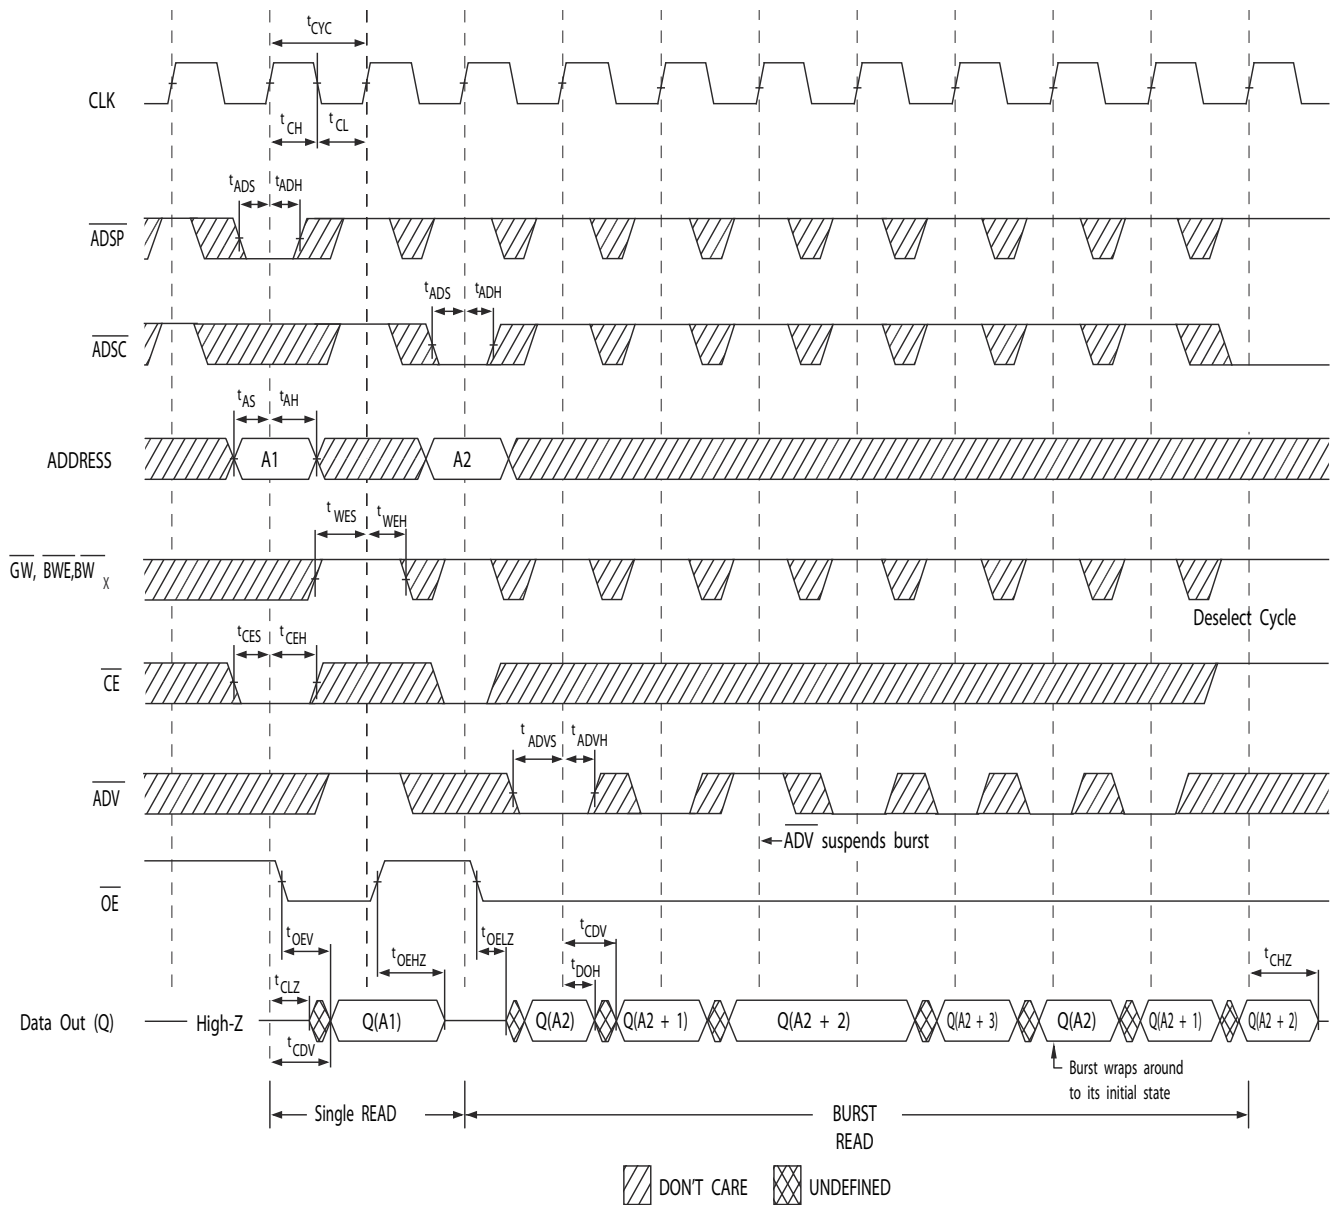 tCYC
CLK
tCH tCL
tADS tADH
ADSP
tADS tADH
ADSC
tAS tAH
ADDRESS A1 A2
tWES tWEH
GW, BWE,BWX
Deselect Cycle
tCES tCEH
CE
tADVS tADVH
ADV
ADV suspends burst
OE
tOEV tOEHZ tOELZ tCDV tCHZ
tCLZ tDOH
Data Out (Q) High-Z Q(A1) Q(A2) Q(A2 + 1) Q(A2 + 2) Q(A2 + 3) Q(A2) Q(A2 + 1) Q(A2 + 2)
tCDV
Burst wraps around
to its initial state
Single READ BURST
READ
DON'T CARE UNDEFINED